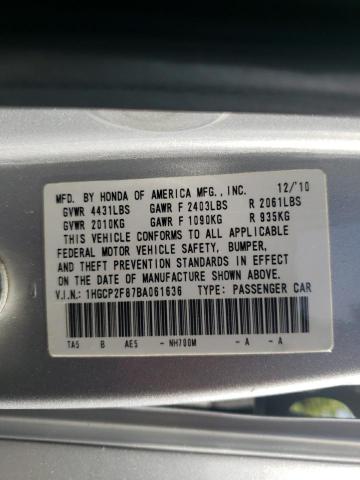 MFD. BY HONDA OF AMERICA MFG., INC. 12/'10
GVWR 4431LBS GAWR F 2403LBS R 2061LBS
GVWR 2010KG GAWR F 1090KG R 935KG
THIS VEHICLE CONFORMS TO ALL APPLICABLE
FEDERAL MOTOR VEHICLE SAFETY, BUMPER,
AND THEFT PREVENTION STANDARDS IN EFFECT
ON THE DATE OF MANUFACTURE SHOWN ABOVE.
V.I.N.: 1HGCP2F87BA061636 TYPE: PASSENGER CAR
TA5 B AE5 - NH700M - A - A